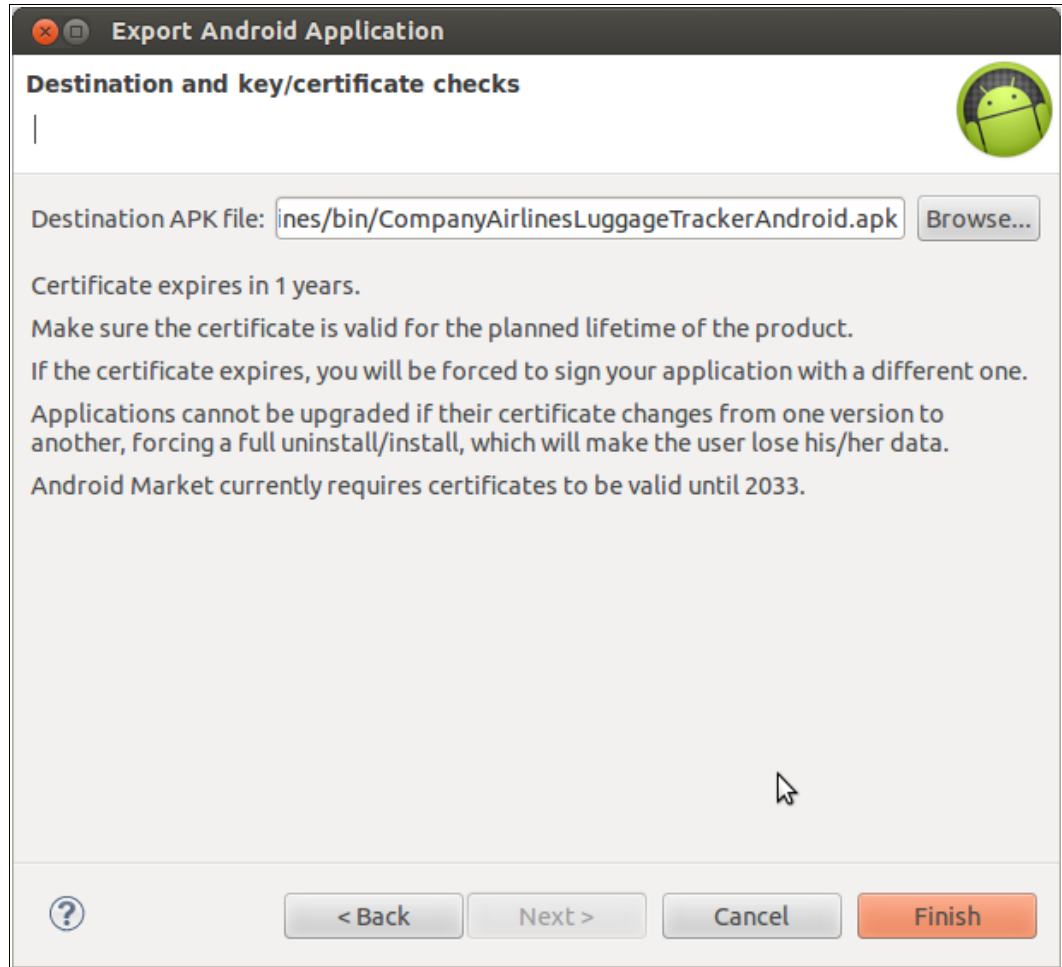 Export Android Application
Destination and key/certificate checks
Destination APK file: ines/bin/CompanyAirlinesLuggageTrackerAndroid.apk Browse...
Certificate expires in 1 years.
Make sure the certificate is valid for the planned lifetime of the product.
If the certificate expires, you will be forced to sign your application with a different one.
Applications cannot be upgraded if their certificate changes from one version to
another, forcing a full uninstall/install, which will make the user lose his/her data.
Android Market currently requires certificates to be valid until 2033.
? < Back Next > Cancel Finish